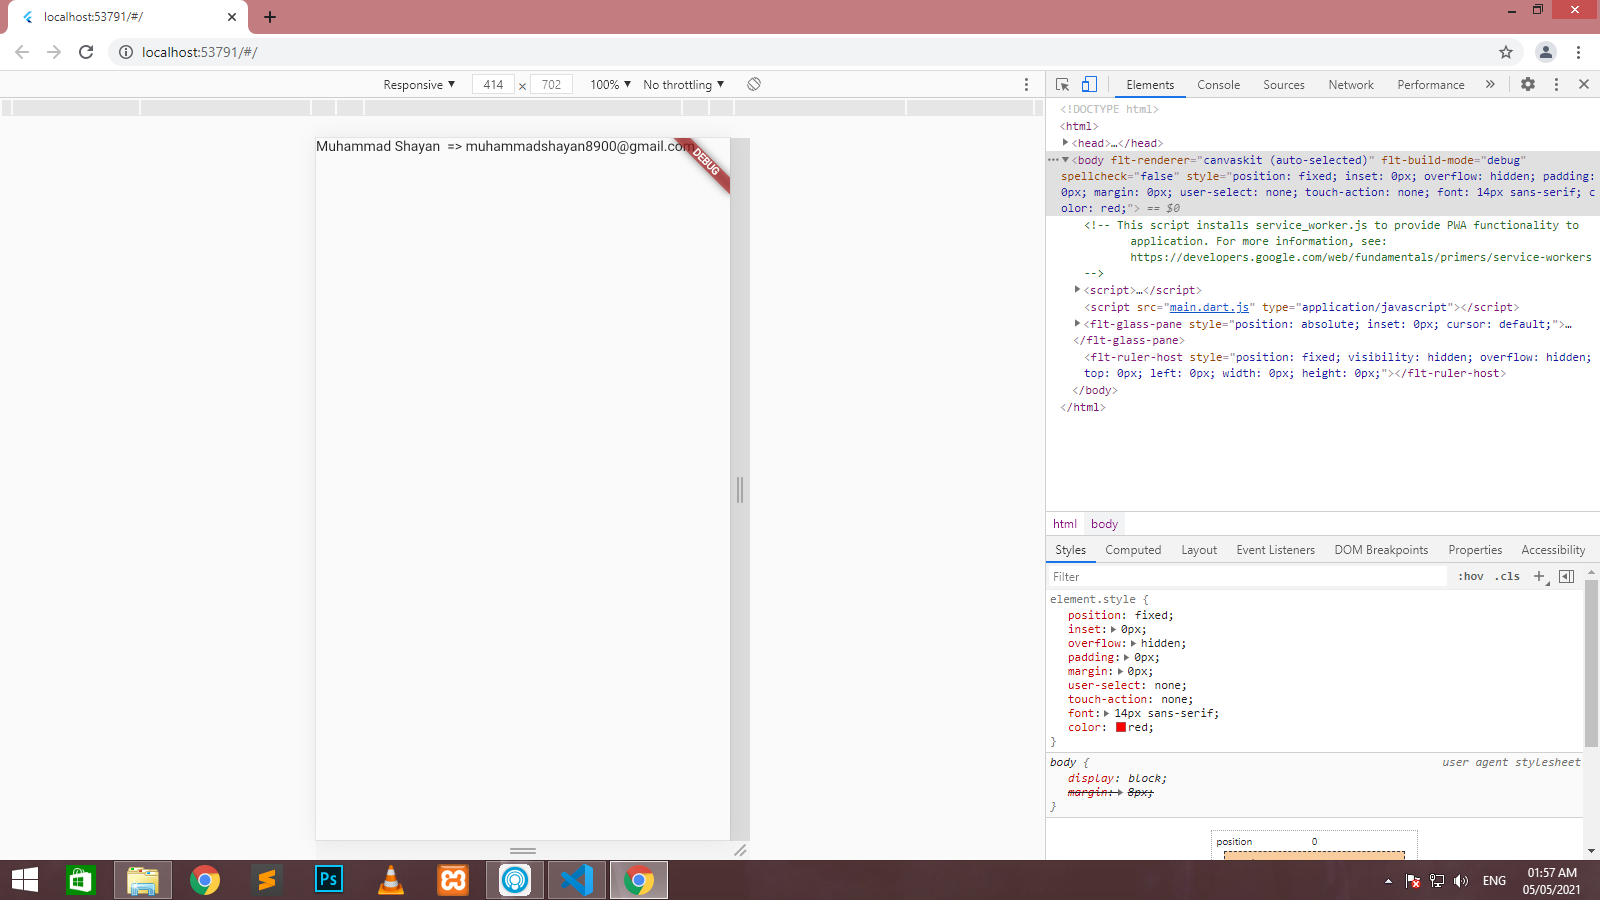 localhost:53791/#/
localhost:53791/#/
Responsive ▼ 414 × 702 100% ▼ No throttling ▼
Elements Console Sources Network Performance »
Muhammad Shayan  => muhammadshayan8900@gmail.com
DEBUG
<!DOCTYPE html>
<html>
<head>…</head>
<body flt-renderer="canvaskit (auto-selected)" flt-build-mode="debug"
spellcheck="false" style="position: fixed; inset: 0px; overflow: hidden; padding:
0px; margin: 0px; user-select: none; touch-action: none; font: 14px sans-serif; c
olor: red;"> == $0
<!-- This script installs service_worker.js to provide PWA functionality to
application. For more information, see:
https://developers.google.com/web/fundamentals/primers/service-workers
-->
<script>…</script>
<script src="main.dart.js" type="application/javascript"></script>
<flt-glass-pane style="position: absolute; inset: 0px; cursor: default;">…
</flt-glass-pane>
<flt-ruler-host style="position: fixed; visibility: hidden; overflow: hidden;
top: 0px; left: 0px; width: 0px; height: 0px;"></flt-ruler-host>
</body>
</html>
html body
Styles Computed Layout Event Listeners DOM Breakpoints Properties Accessibility
Filter :hov .cls +
element.style {
position: fixed;
inset: 0px;
overflow: hidden;
padding: 0px;
margin: 0px;
user-select: none;
touch-action: none;
font: 14px sans-serif;
color: red;
}
body { user agent stylesheet
display: block;
margin: 8px;
}
position 0
Ps
ENG
01:57 AM
05/05/2021